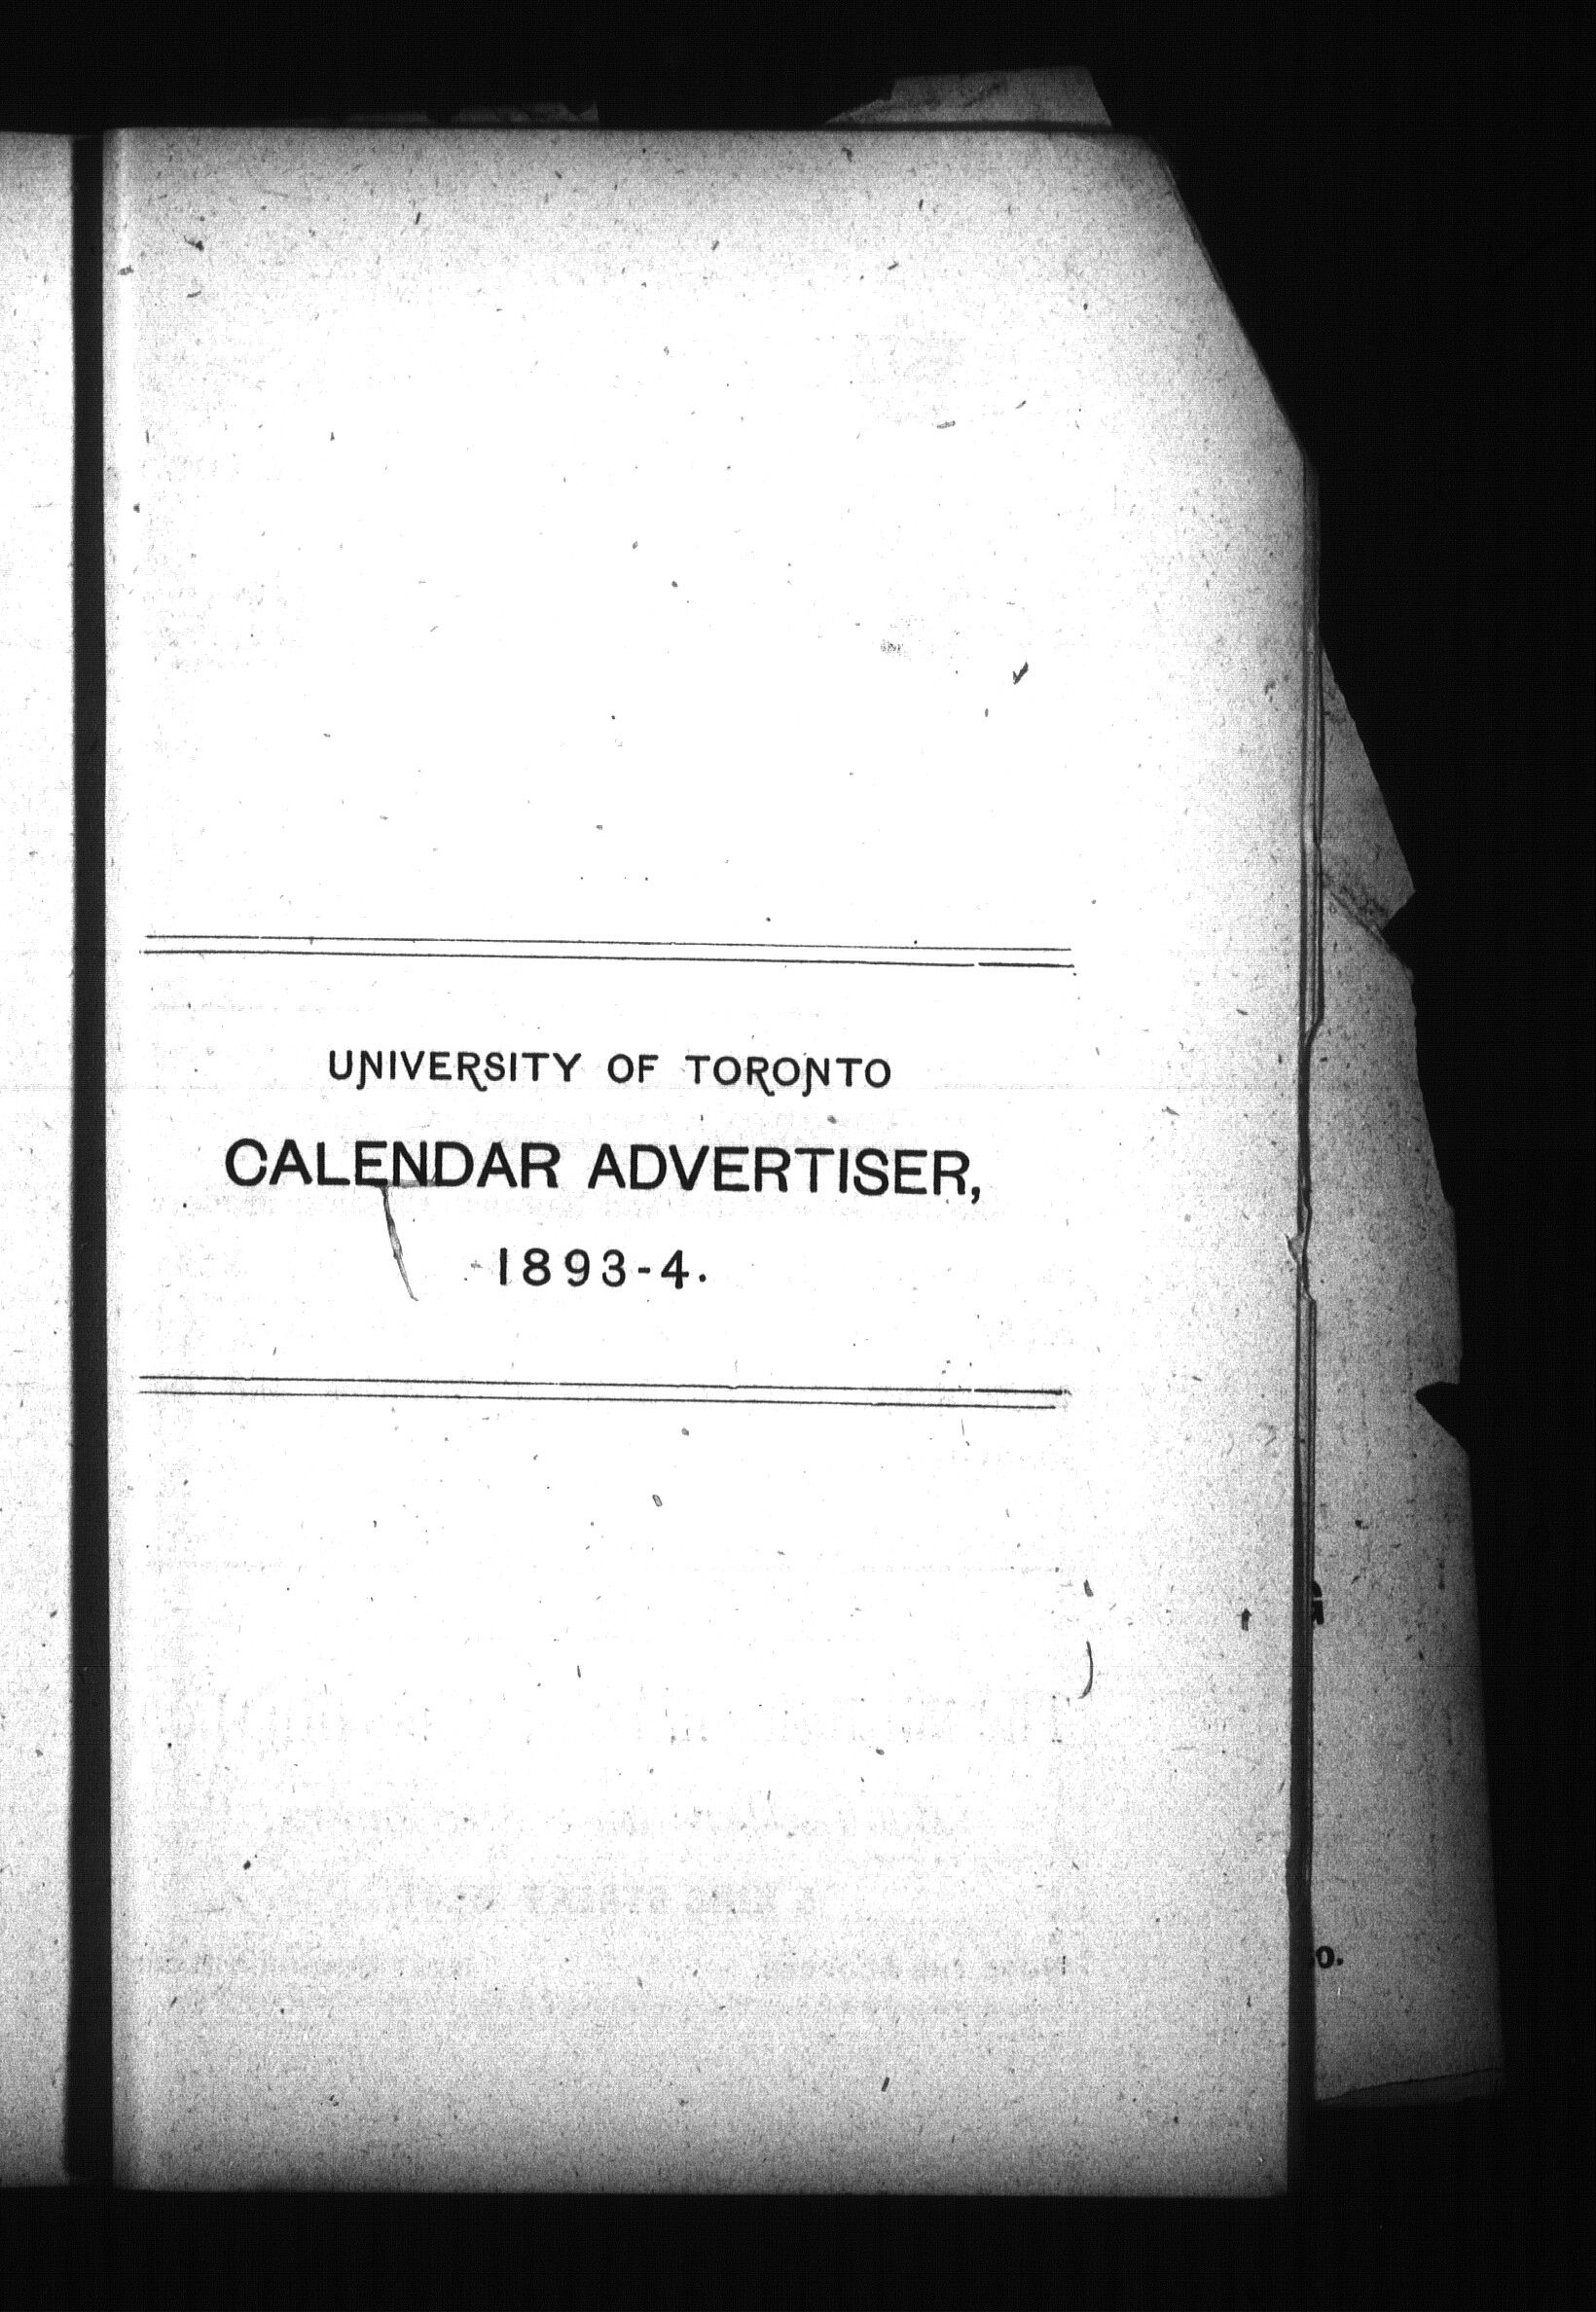 UNIVERSITY OF TORONTO
CALENDAR ADVERTISER,
1893-4.
G
O.